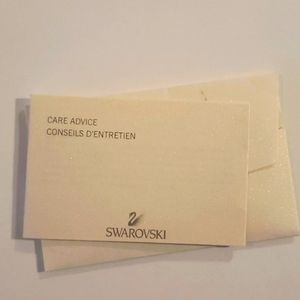 CARE ADVICE
CONSEILS D'ENTRETIEN
SWAROVSKI